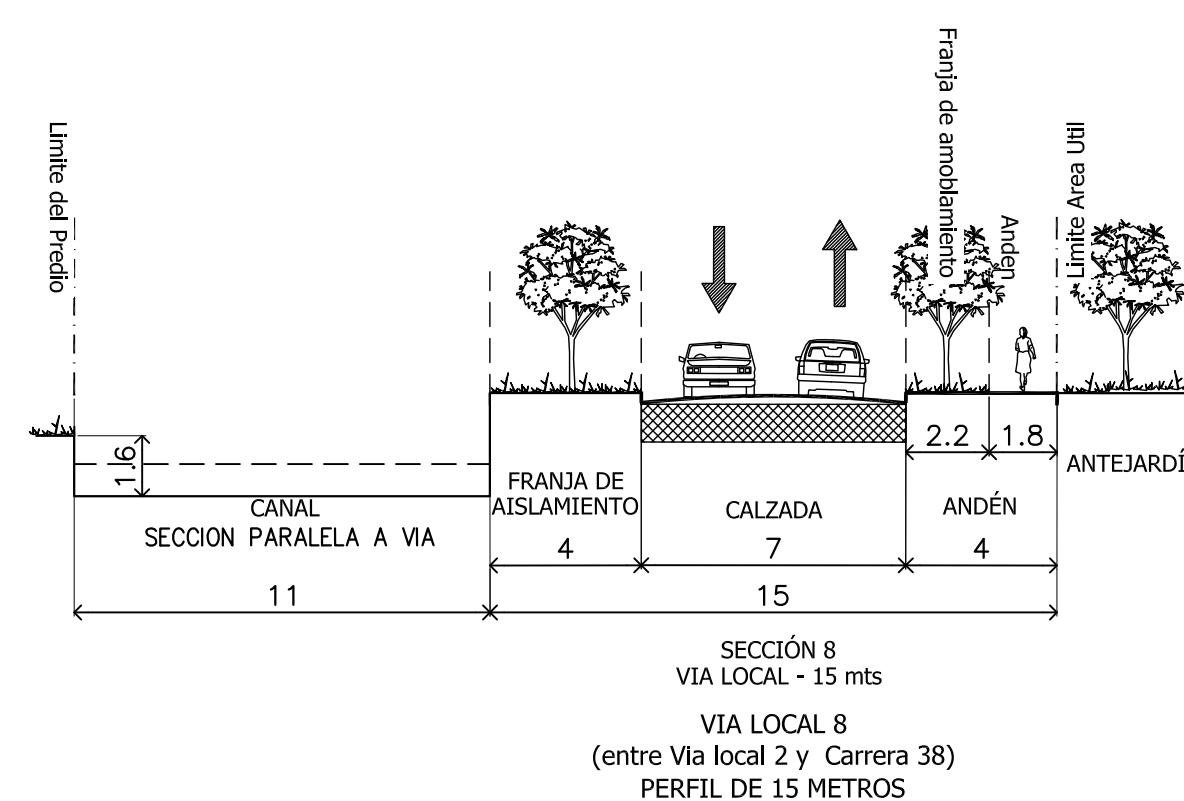 Limite del Predio
Franja de amoblamiento
Anden
Limite Area Util
1.6
2.2
1.8
CANAL
SECCION PARALELA A VIA
FRANJA DE
AISLAMIENTO
CALZADA
ANDÉN
ANTEJARDÍ
4
7
4
11
15
SECCIÓN 8
VIA LOCAL - 15 mts
VIA LOCAL 8
(entre Via local 2 y Carrera 38)
PERFIL DE 15 METROS